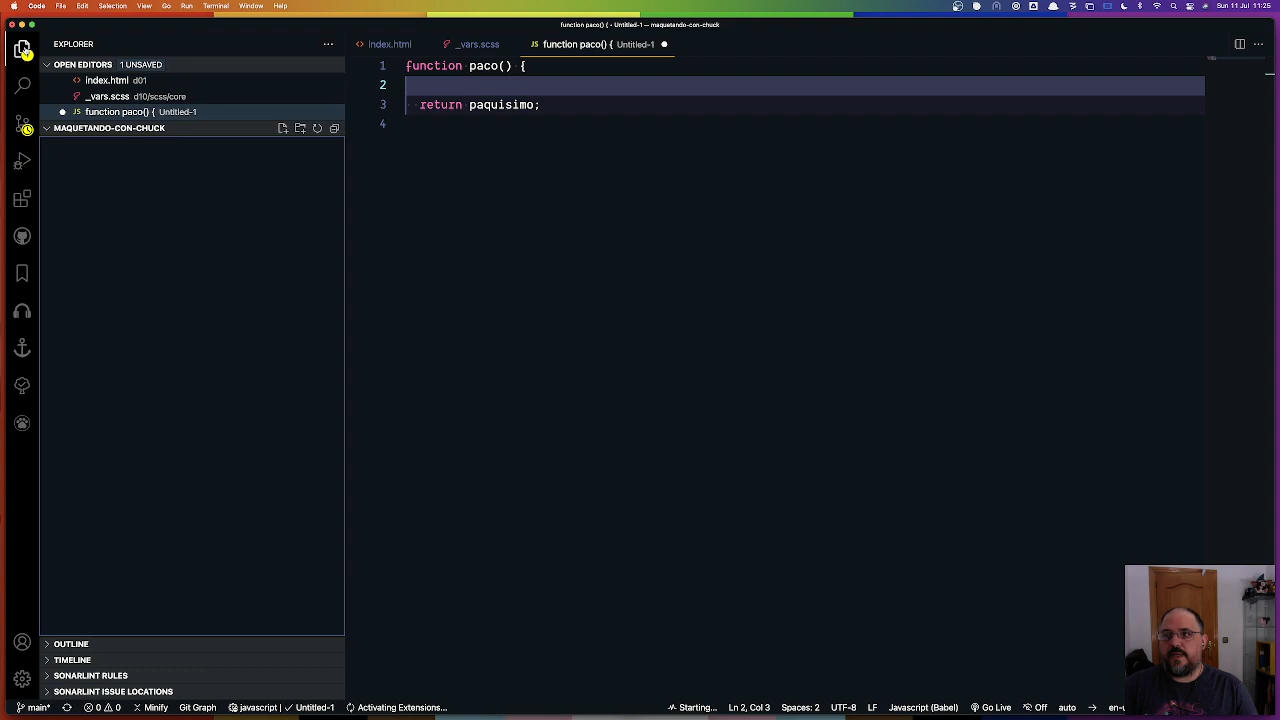 Code File Edit Selection View Go Run Terminal Window Help
Sun 11 Jul 11:25
function paco() { • Untitled-1 — maquetando-con-chuck
EXPLORER
index.html
_vars.scss
JS function paco() { Untitled-1
OPEN EDITORS 1 UNSAVED
index.html d01
_vars.scss d10/scss/core
JS function paco() { Untitled-1
MAQUETANDO-CON-CHUCK
1 function paco() {
2
3 return paquisimo;
4
OUTLINE
TIMELINE
SONARLINT RULES
SONARLINT ISSUE LOCATIONS
main* 0 0 Minify Git Graph javascript | ✓ Untitled-1 Activating Extensions... Starting... Ln 2, Col 3 Spaces: 2 UTF-8 LF Javascript (Babel) Go Live Off auto